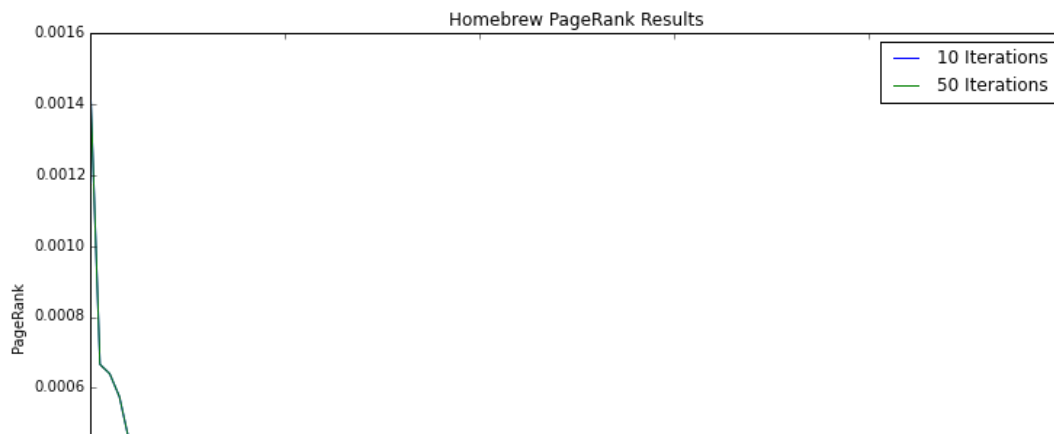 Homebrew PageRank Results
0.0016
10 Iterations
50 Iterations
0.0014
0.0012
0.0010
0.0008
PageRank
0.0006